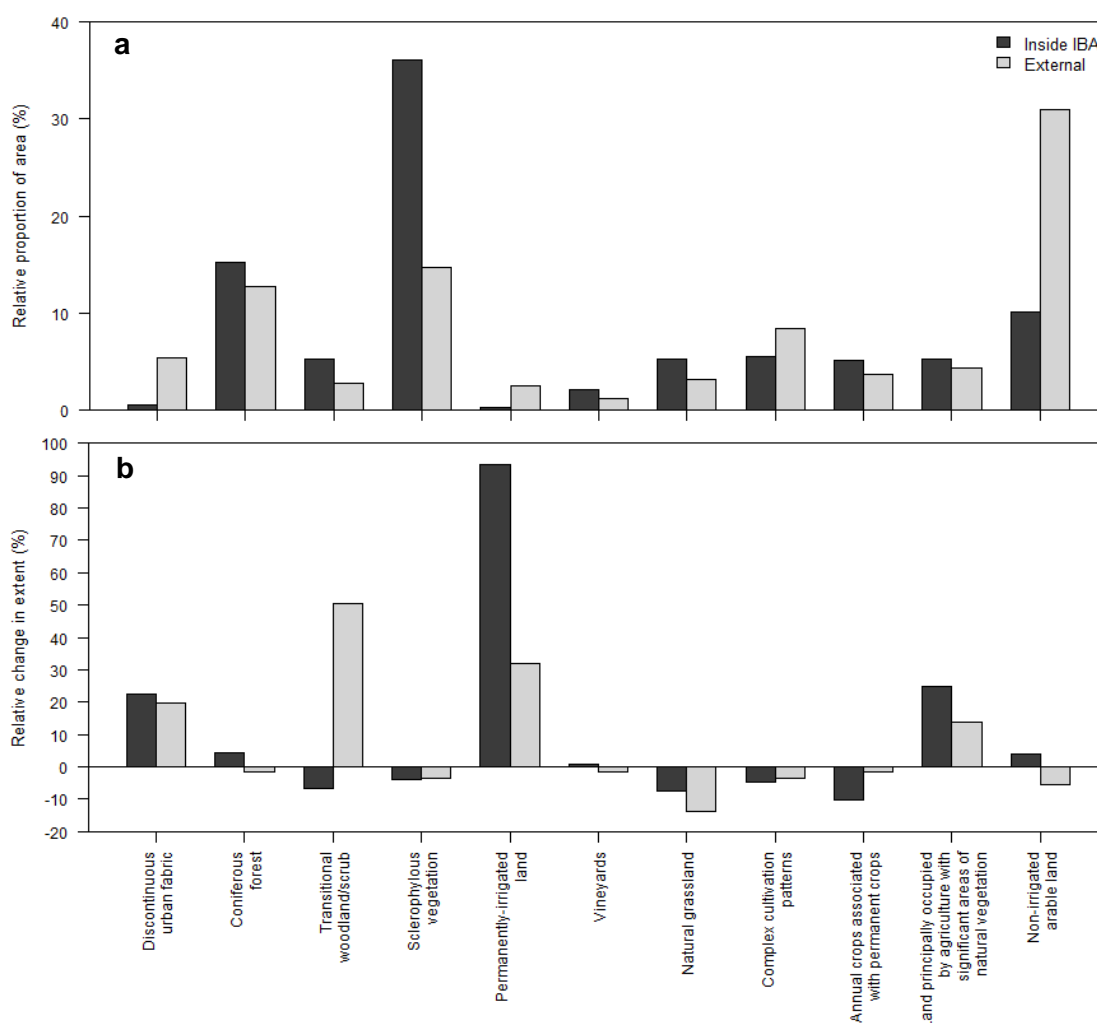 a
Inside IBA
External
Relative proportion of area (%)
40
30
20
10
0
b
Relative change in extent (%)
100
90
80
70
60
50
40
30
20
10
0
-10
-20
Discontinuous
urban fabric
Coniferous
forest
Transitional
woodland/scrub
Sclerophylous
vegetation
Permanently-irrigated
land
Vineyards
Natural grassland
Complex cultivation
patterns
Annual crops associated
with permanent crops
and principally occupied
by agriculture with
significant areas of
natural vegetation
Non-irrigated
arable land